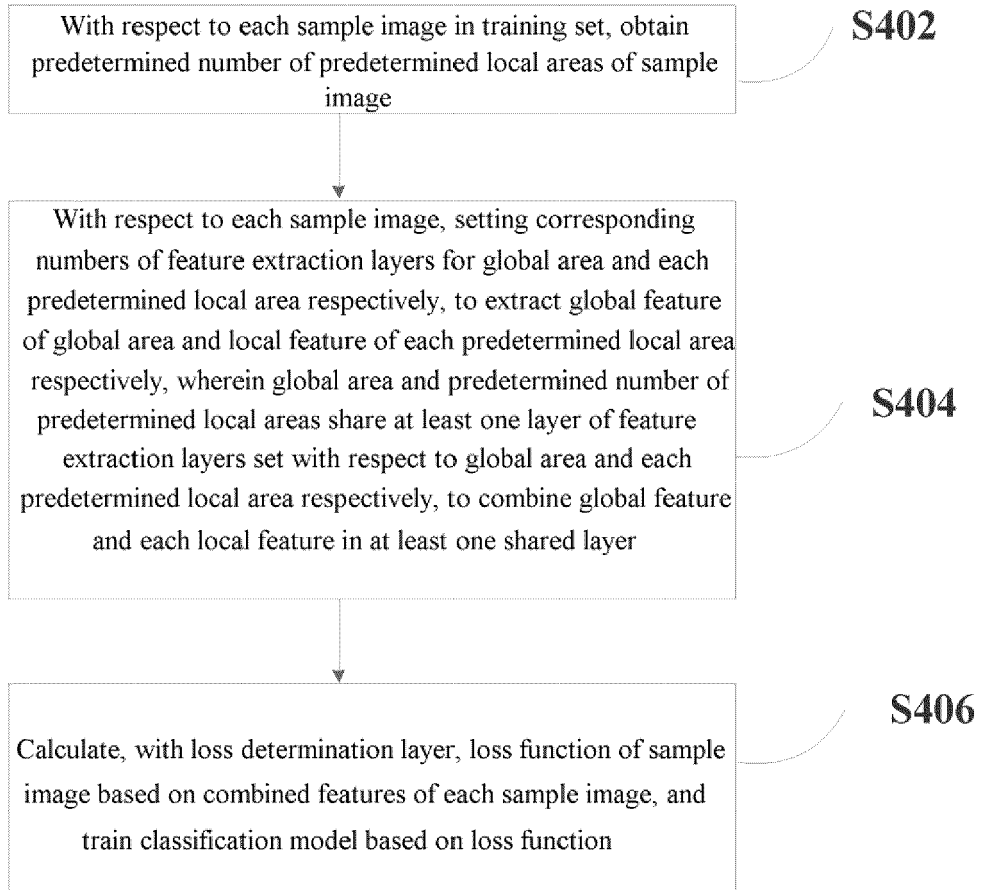 With respect to each sample image in training set, obtain
predetermined number of predetermined local areas of sample
image
S402
With respect to each sample image, setting corresponding
numbers of feature extraction layers for global area and each
predetermined local area respectively, to extract global feature
of global area and local feature of each predetermined local area
respectively, wherein global area and predetermined number of
predetermined local areas share at least one layer of feature
extraction layers set with respect to global area and each
predetermined local area respectively, to combine global feature
and each local feature in at least one shared layer
S404
Calculate, with loss determination layer, loss function of sample
image based on combined features of each sample image, and
train classification model based on loss function
S406